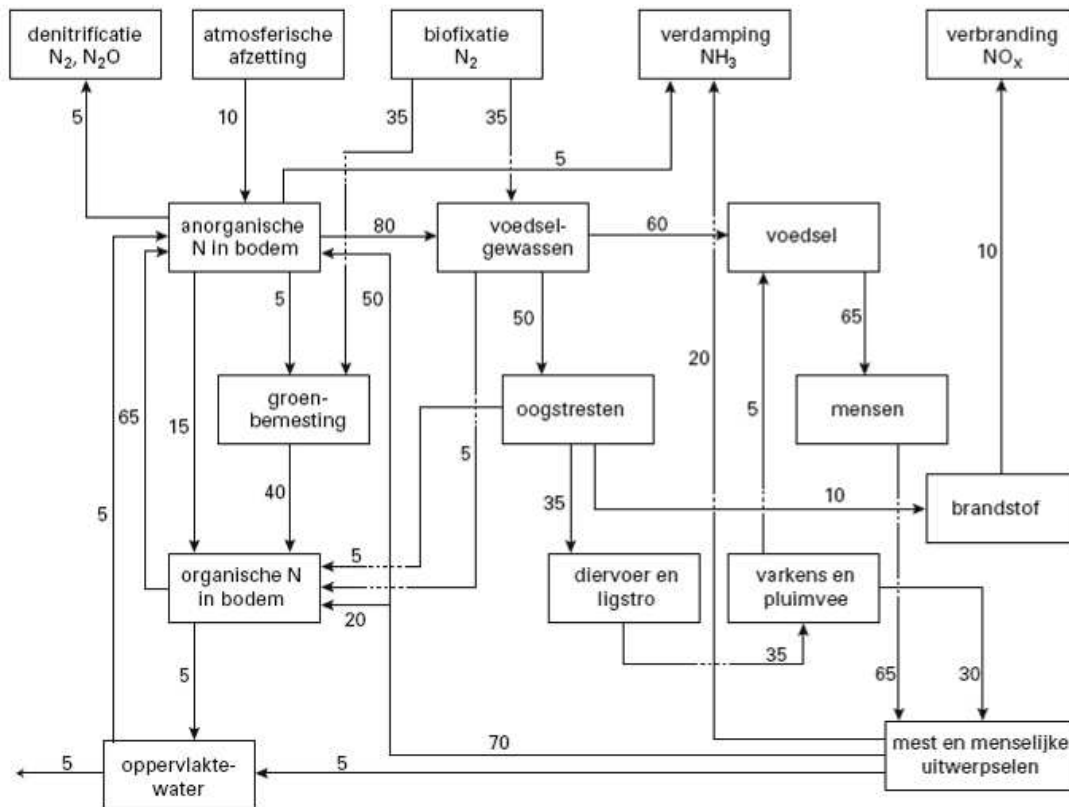 denitrificatie
N₂, N₂O
atmosferische
afzetting
biofixatie
N₂
verdamping
NH₃
verbranding
NOₓ
5
10
35
35
5
10
anorganische
N in bodem
80
voedsel-
gewassen
60
voedsel
5
50
50
65
20
groen-
bemesting
oogstresten
mensen
65
15
5
5
40
35
10
brandstof
5
5
organische N
in bodem
20
diervoer en
ligstro
varkens en
pluimvee
35
5
65
30
70
mest en menselijke
uitwerpselen
5
oppervlakte-
water
5